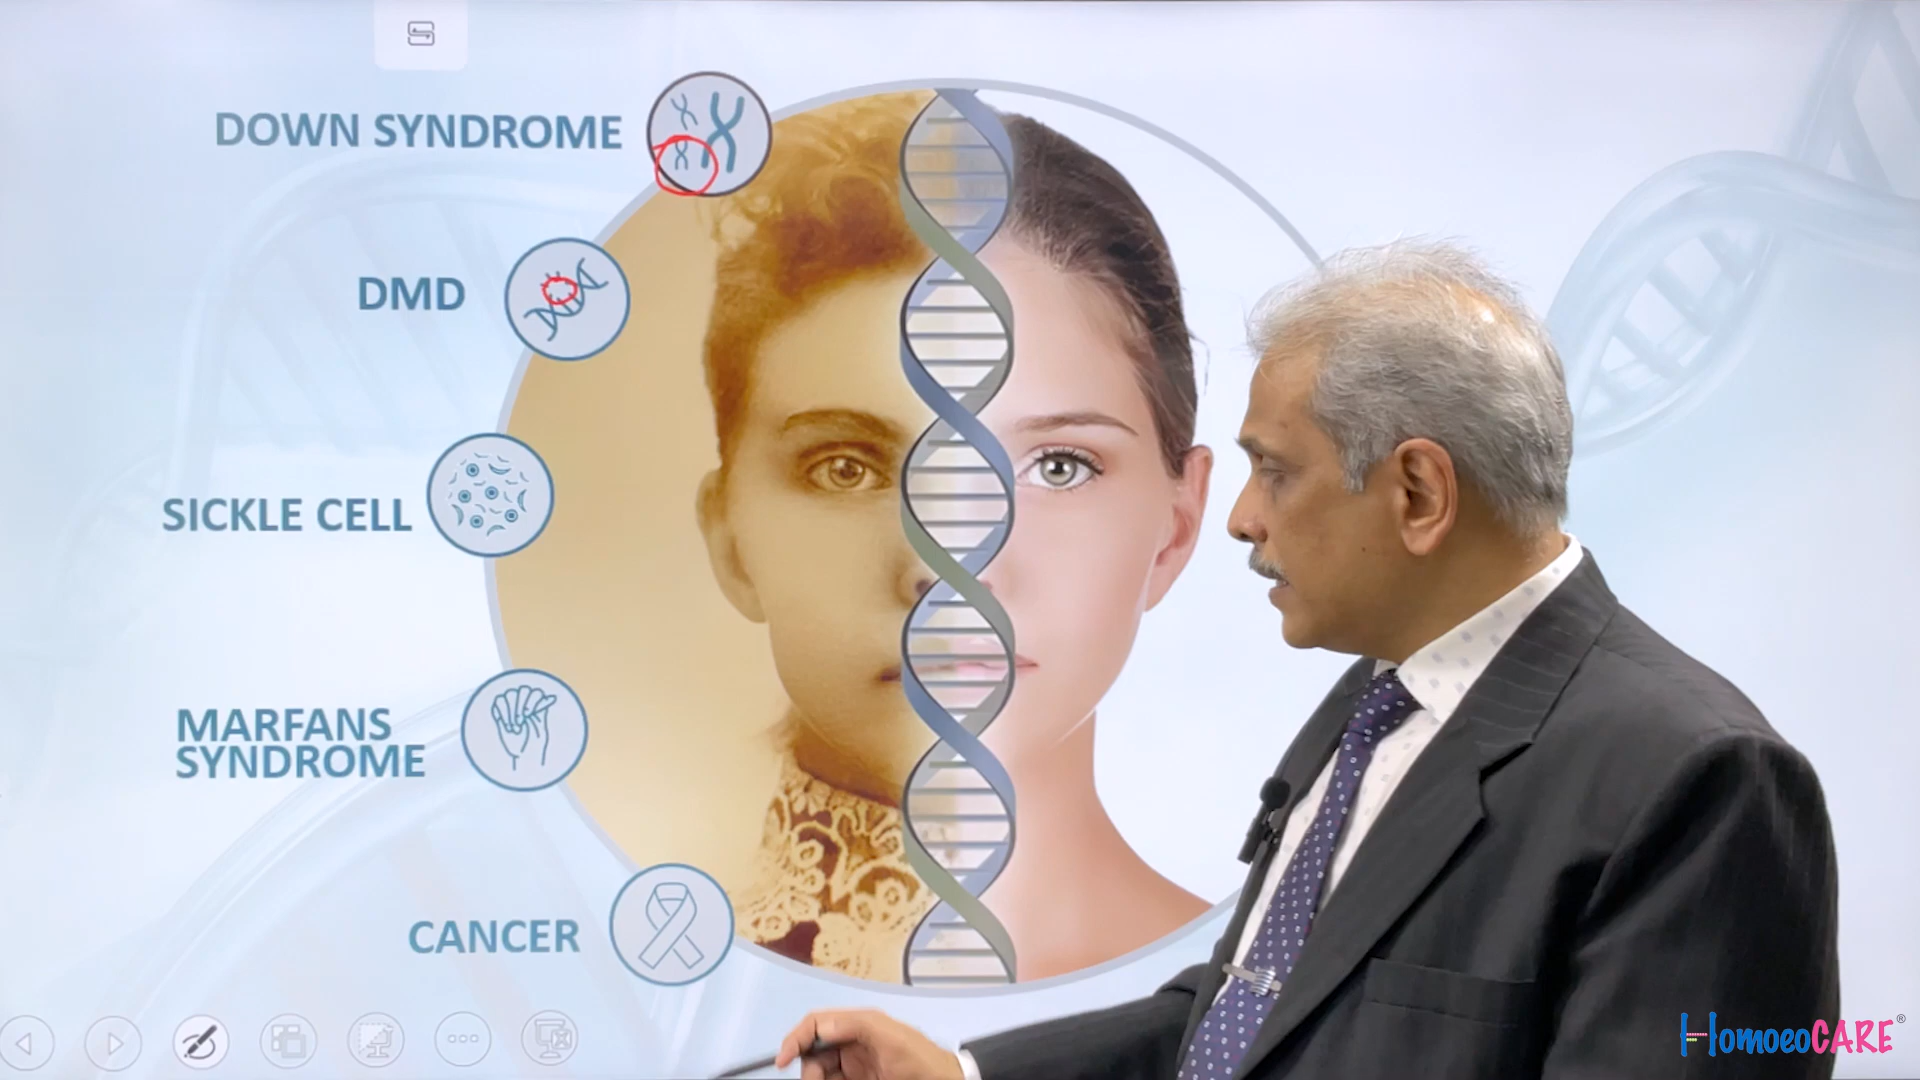 DOWN SYNDROME
DMD
SICKLE CELL
MARFANS
SYNDROME
CANCER
HomoeoCARE®